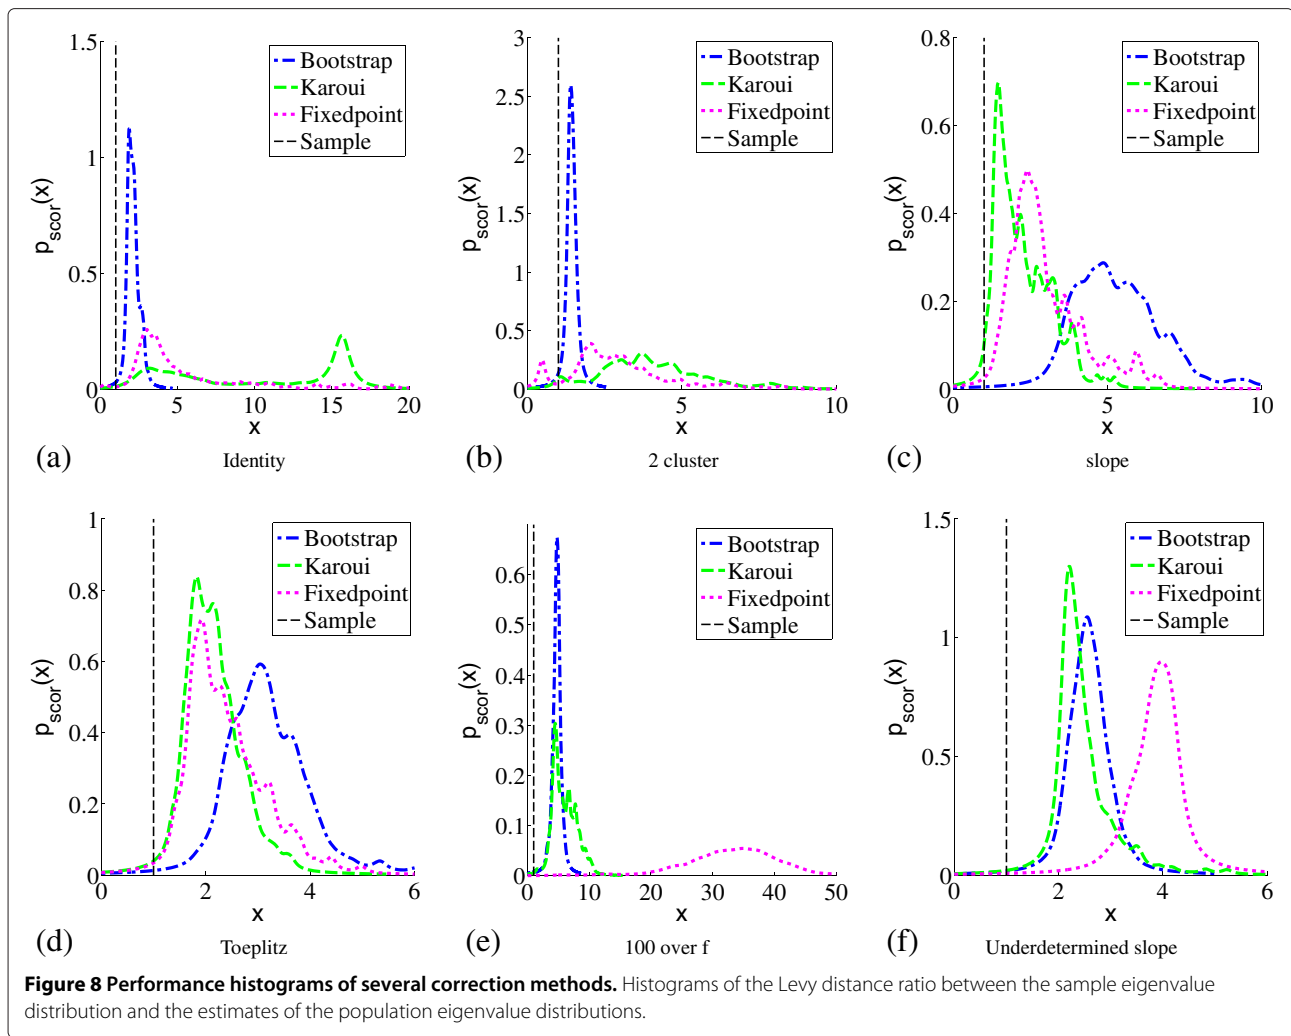 1.5
1
0.5
0
p_scor(x)
0 5 10 15 20
x
Bootstrap
Karoui
Fixedpoint
Sample
(a) Identity
3
2.5
2
1.5
1
0.5
0
p_scor(x)
0 5 10
x
Bootstrap
Karoui
Fixedpoint
Sample
(b) 2 cluster
0.8
0.6
0.4
0.2
0
p_scor(x)
0 5 10
x
Bootstrap
Karoui
Fixedpoint
Sample
(c) slope
1
0.8
0.6
0.4
0.2
0
p_scor(x)
0 2 4 6
x
Bootstrap
Karoui
Fixedpoint
Sample
(d) Toeplitz
0.6
0.5
0.4
0.3
0.2
0.1
0
p_scor(x)
0 10 20 30 40 50
x
Bootstrap
Karoui
Fixedpoint
Sample
(e) 100 over f
1.5
1
0.5
0
p_scor(x)
0 2 4 6
x
Bootstrap
Karoui
Fixedpoint
Sample
(f) Underdetermined slope
Figure 8 Performance histograms of several correction methods. Histograms of the Levy distance ratio between the sample eigenvalue
distribution and the estimates of the population eigenvalue distributions.